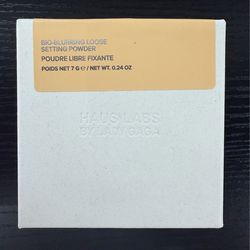 BIO-BLURRING LOOSE
SETTING POWDER
POUDRE LIBRE FIXANTE
POIDS NET 7 G ℮ / NET WT. 0.24 OZ
HAUS LABS
BY LADY GAGA